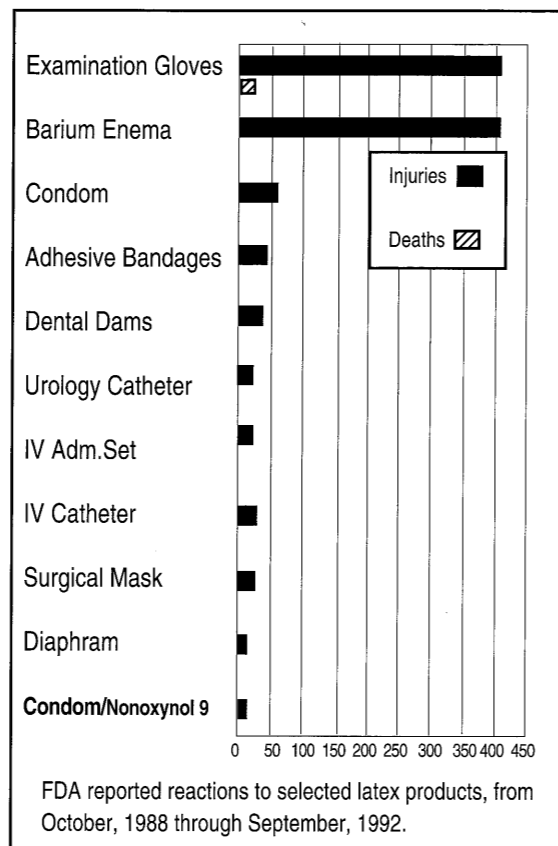 Examination Gloves
Barium Enema
Condom
Adhesive Bandages
Dental Dams
Urology Catheter
IV Adm.Set
IV Catheter
Surgical Mask
Diaphram
Condom/Nonoxynol 9
Injuries
Deaths
0 50 100 150 200 250 300 350 400 450
FDA reported reactions to selected latex products, from
October, 1988 through September, 1992.